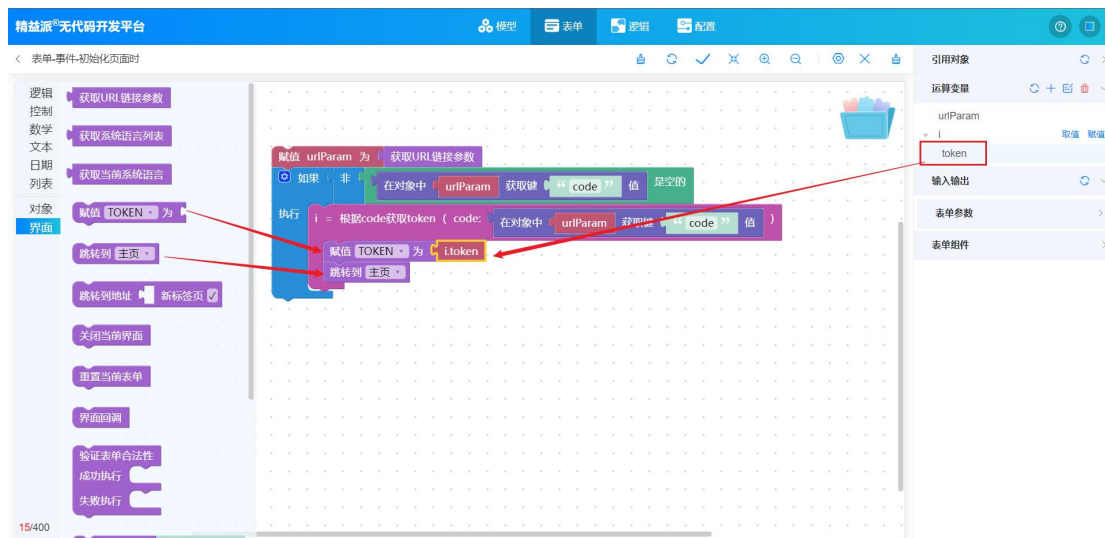 精益派®无代码开发平台
模型
表单
逻辑
配置
表单-事件-初始化页面时
引用对象
逻辑
控制
数学
文本
日期
列表
对象
界面
获取URL链接参数
获取系统语言列表
获取当前系统语言
赋值 TOKEN 为
跳转到 主页
跳转到地址 新标签页
关闭当前界面
重置当前表单
界面回调
验证表单合法性
成功执行
失败执行
15/400
赋值 urlParam 为 获取URL链接参数
如果 非 在对象中 urlParam 获取键 “ code ” 值 是空的
执行 i = 根据code获取token ( code: 在对象中 urlParam 获取键 “ code ” 值 )
赋值 TOKEN 为 i.token
跳转到 主页
运算变量
urlParam
i 取值 赋值
token
输入输出
表单参数
表单组件